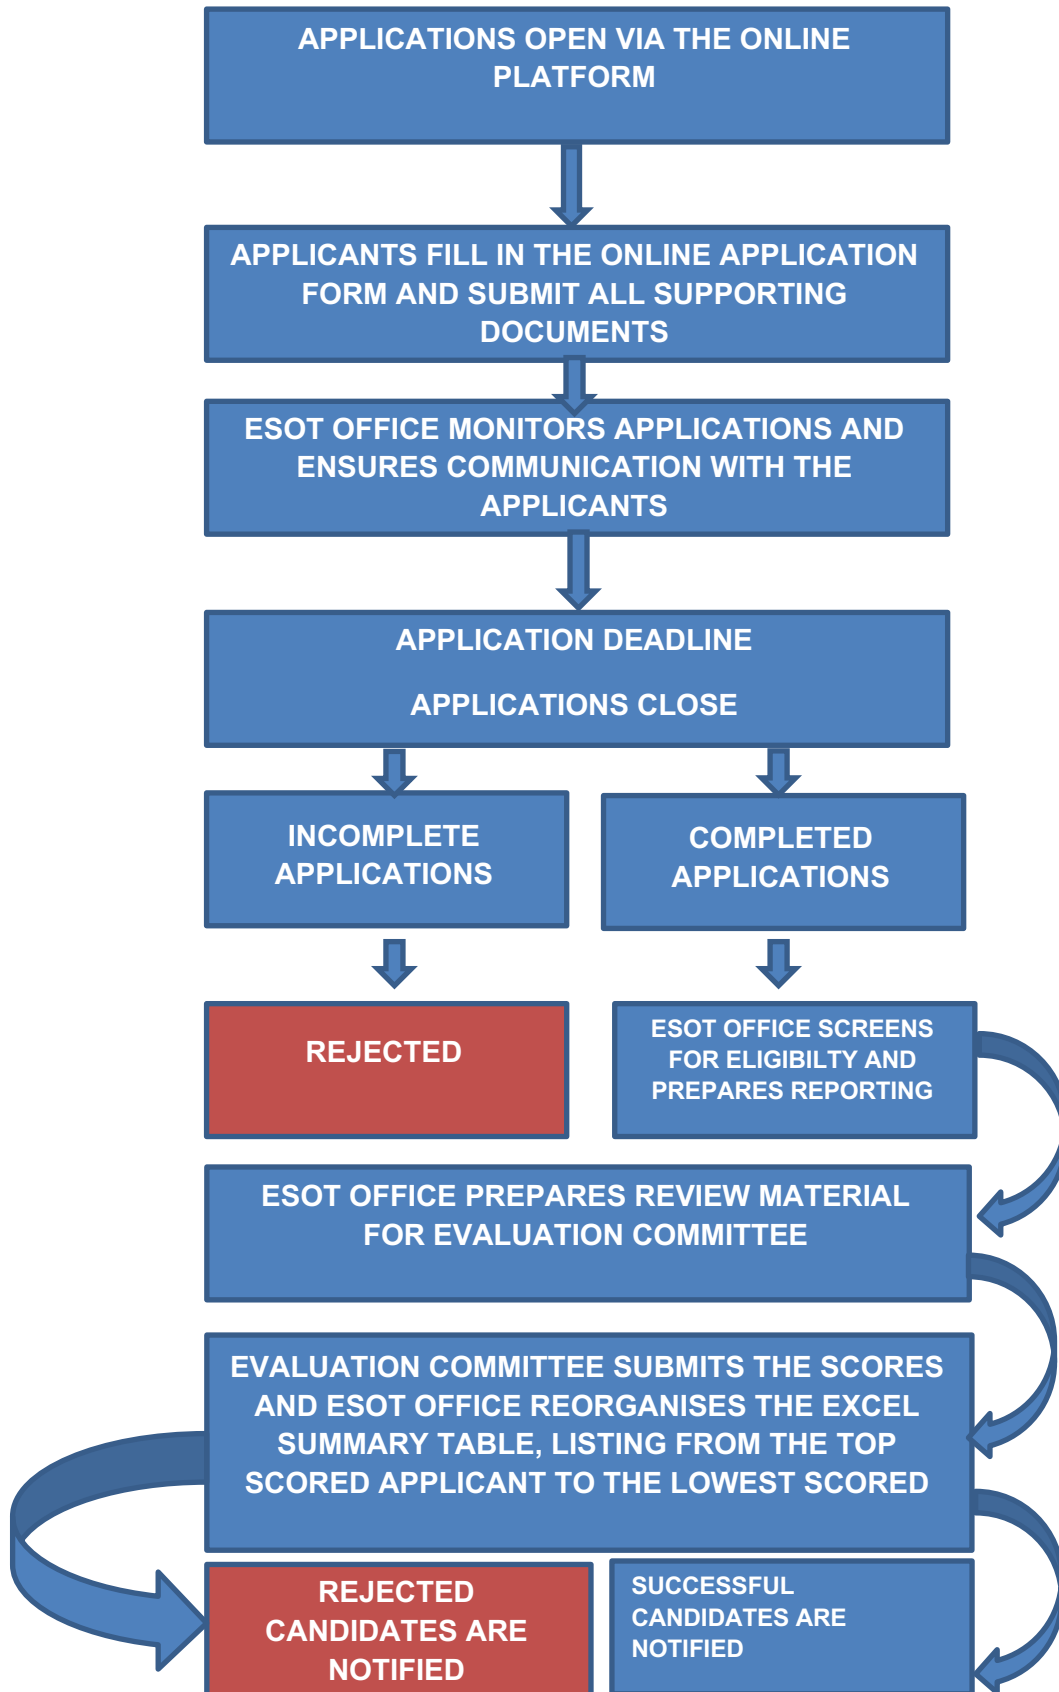 APPLICATIONS OPEN VIA THE ONLINE
PLATFORM
APPLICANTS FILL IN THE ONLINE APPLICATION
FORM AND SUBMIT ALL SUPPORTING
DOCUMENTS
ESOT OFFICE MONITORS APPLICATIONS AND
ENSURES COMMUNICATION WITH THE
APPLICANTS
APPLICATION DEADLINE
APPLICATIONS CLOSE
INCOMPLETE
APPLICATIONS
COMPLETED
APPLICATIONS
REJECTED
ESOT OFFICE SCREENS
FOR ELIGIBILTY AND
PREPARES REPORTING
ESOT OFFICE PREPARES REVIEW MATERIAL
FOR EVALUATION COMMITTEE
EVALUATION COMMITTEE SUBMITS THE SCORES
AND ESOT OFFICE REORGANISES THE EXCEL
SUMMARY TABLE, LISTING FROM THE TOP
SCORED APPLICANT TO THE LOWEST SCORED
REJECTED
CANDIDATES ARE
NOTIFIED
SUCCESSFUL
CANDIDATES ARE
NOTIFIED